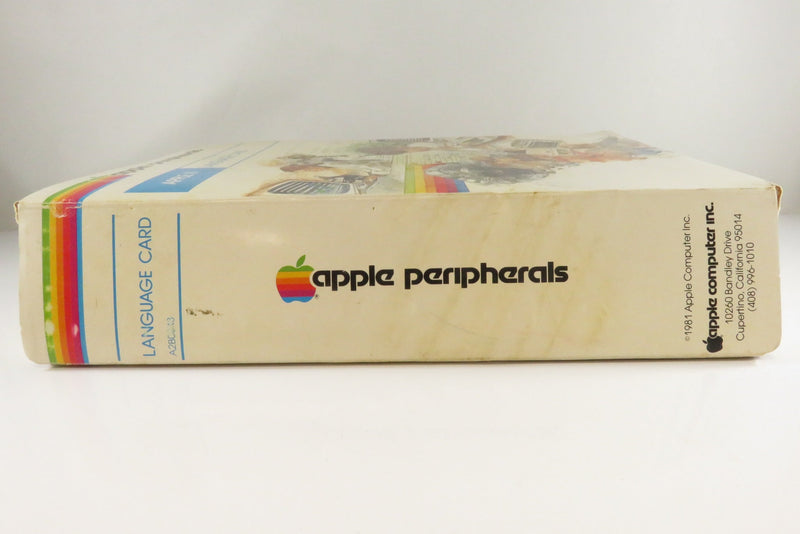 LANGUAGE CARD
apple peripherals
©1981 Apple Computer Inc.
apple computer inc.
10260 Bandley Drive
Cupertino, California 95014
(408) 996-1010